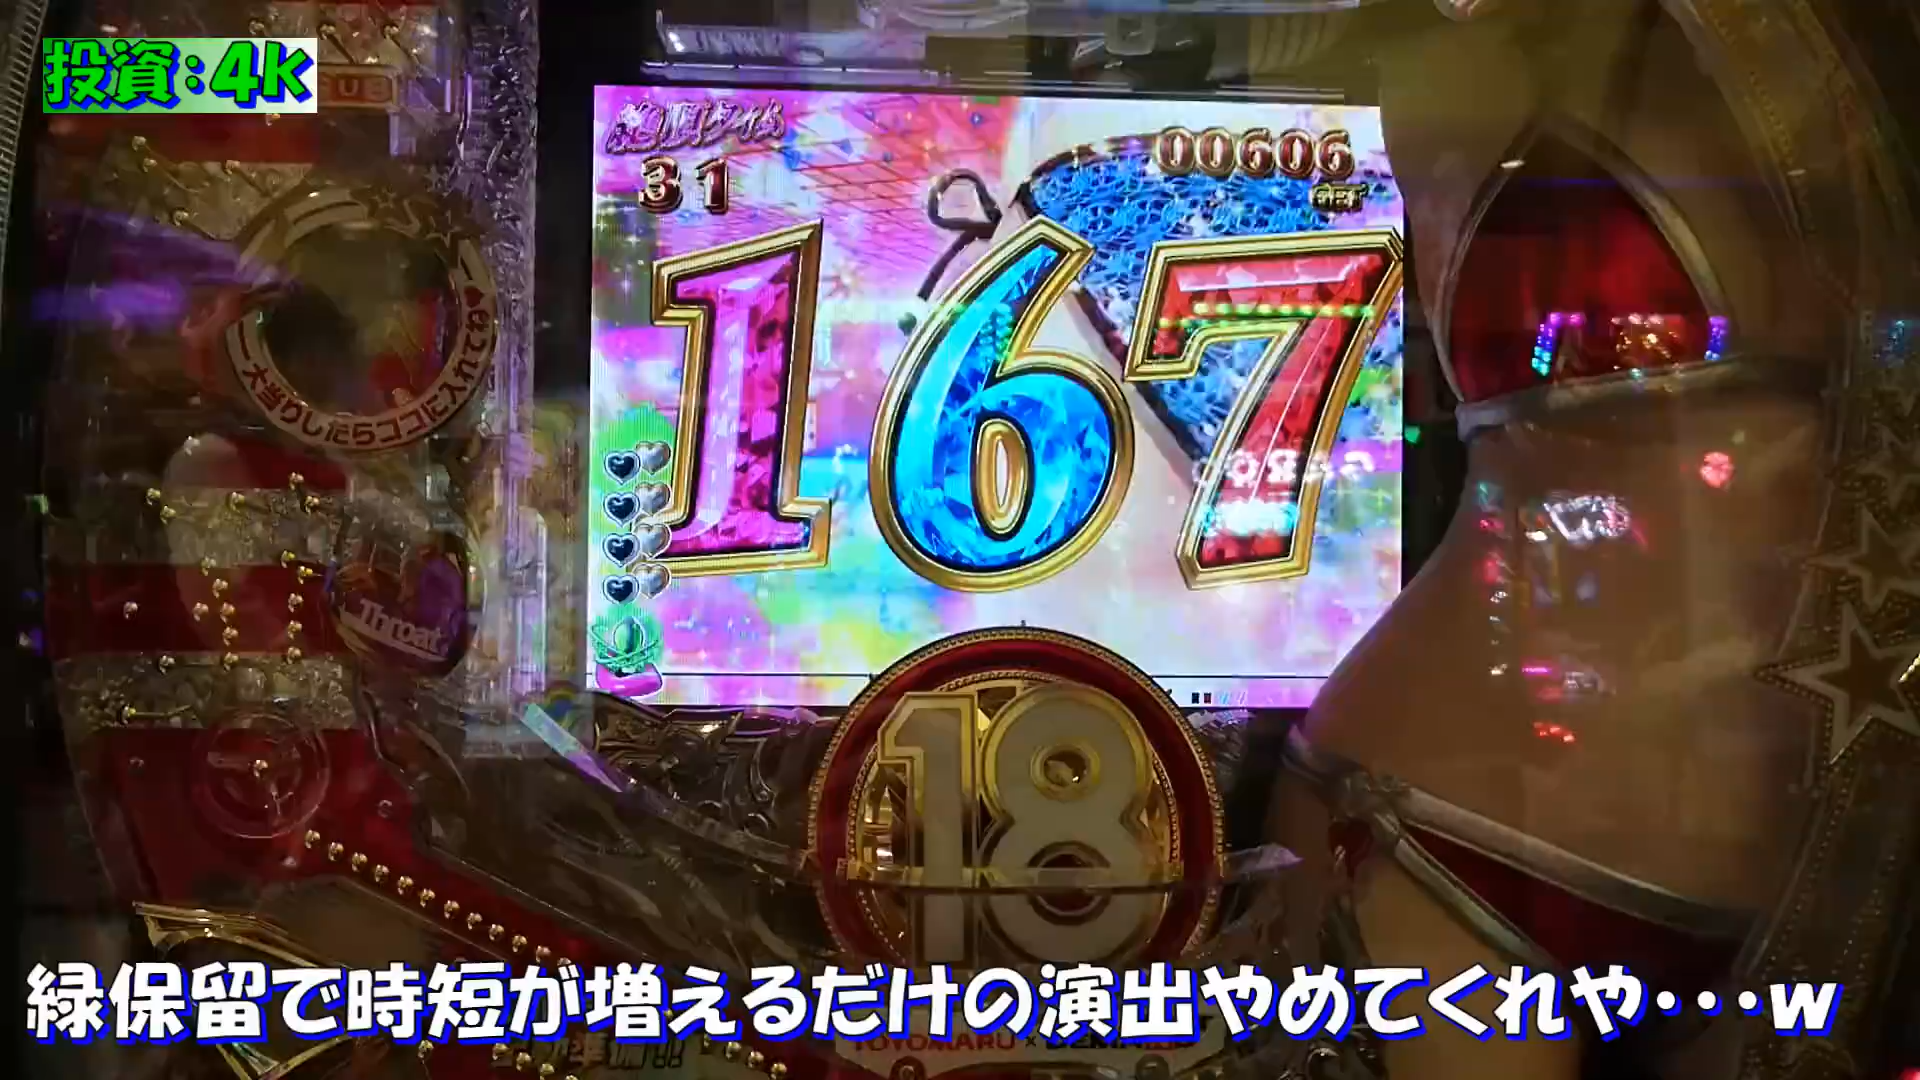 投資:4K
31
00606
167
大当りしたらココに入れてね♥
Throat
18
緑保留で時短が増えるだけの演出やめてくれや・・・w
TOYOMARU×